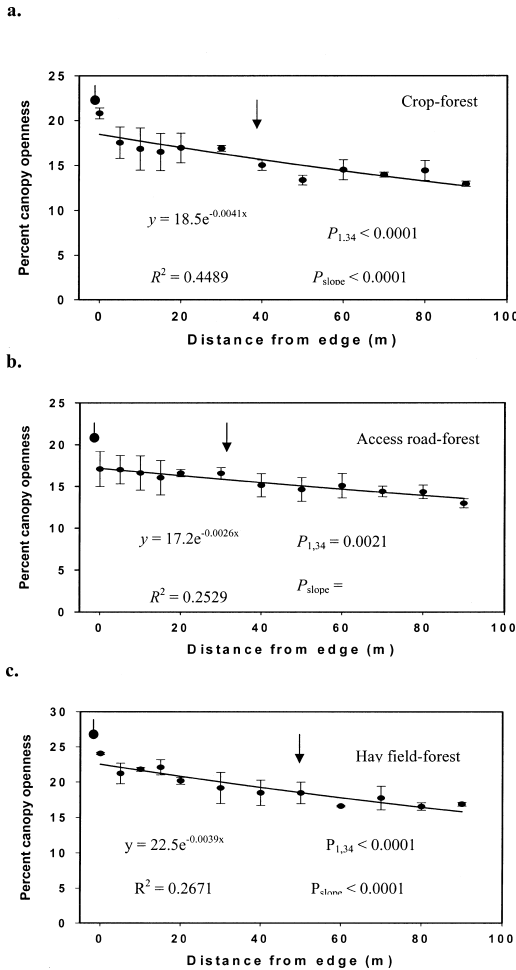 a.
25
20
15
10
5
0
Percent canopy openness
Crop-forest
y = 18.5e^-0.0041x
P1.34 < 0.0001
R² = 0.4489
Pslope < 0.0001
0 20 40 60 80 100
Distance from edge (m)
b.
25
20
15
10
5
0
Percent canopy openness
Access road-forest
y = 17.2e^-0.0026x
P1,34 = 0.0021
R² = 0.2529
Pslope =
0 20 40 60 80 100
Distance from edge (m)
c.
30
25
20
15
10
5
0
Percent canopy openness
Hay field-forest
y = 22.5e^-0.0039x
P1,34 < 0.0001
R² = 0.2671
Pslope < 0.0001
0 20 40 60 80 100
Distance from edge (m)